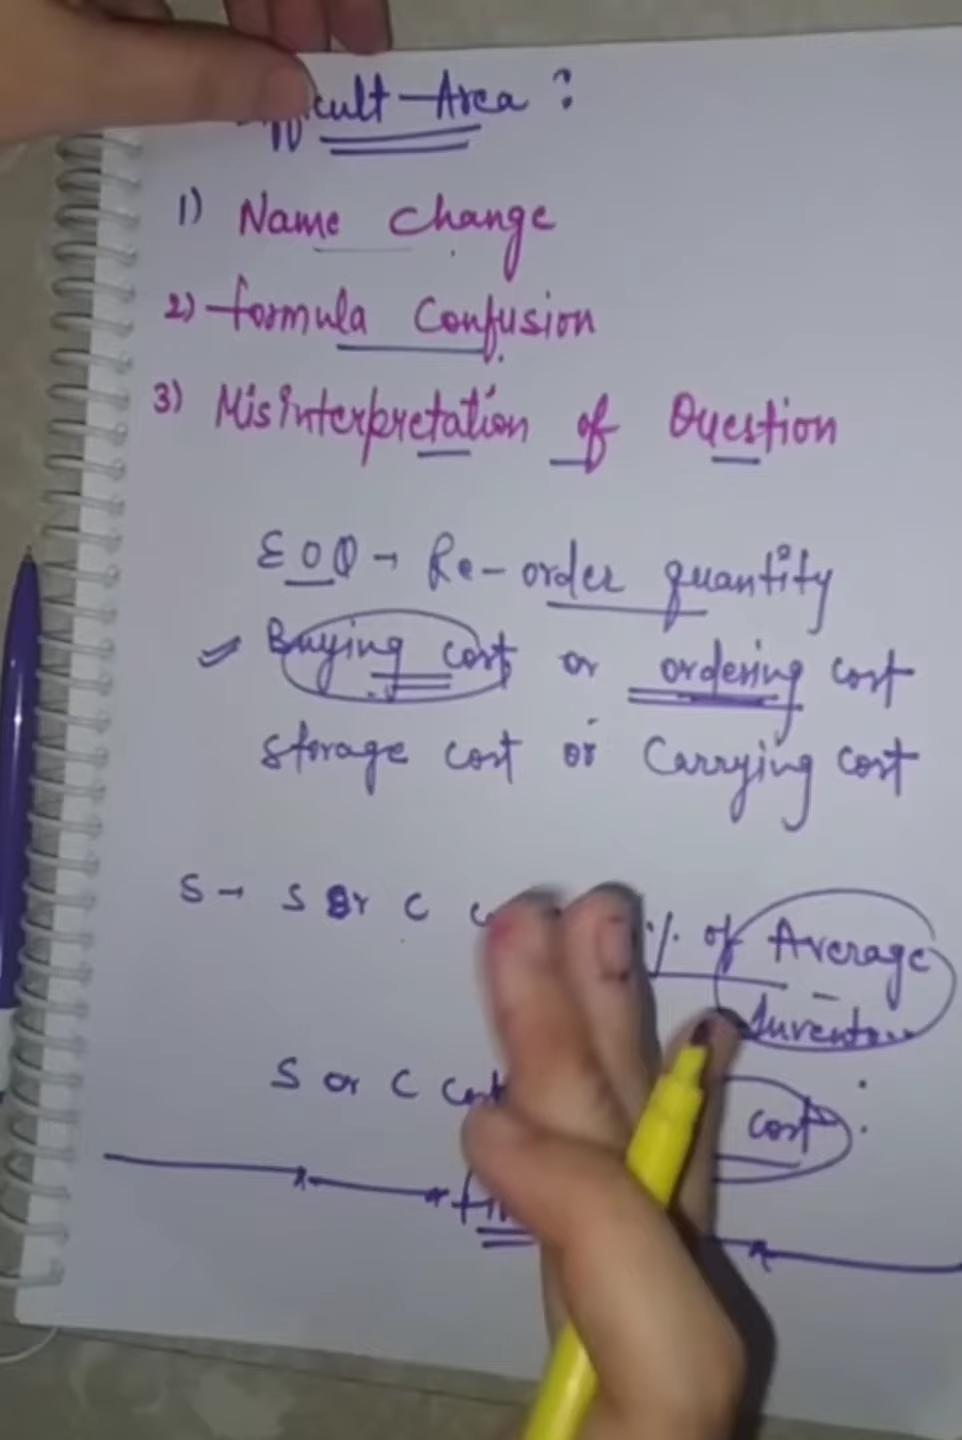 Area :
1) Name Change
2) formula Confusion
3) Misinterpretation of Question
EOQ → Re-order quantity
Buying cost or ordering cost
Storage cost or Carrying cost
S → S or C % of Average
S or C Cost cost